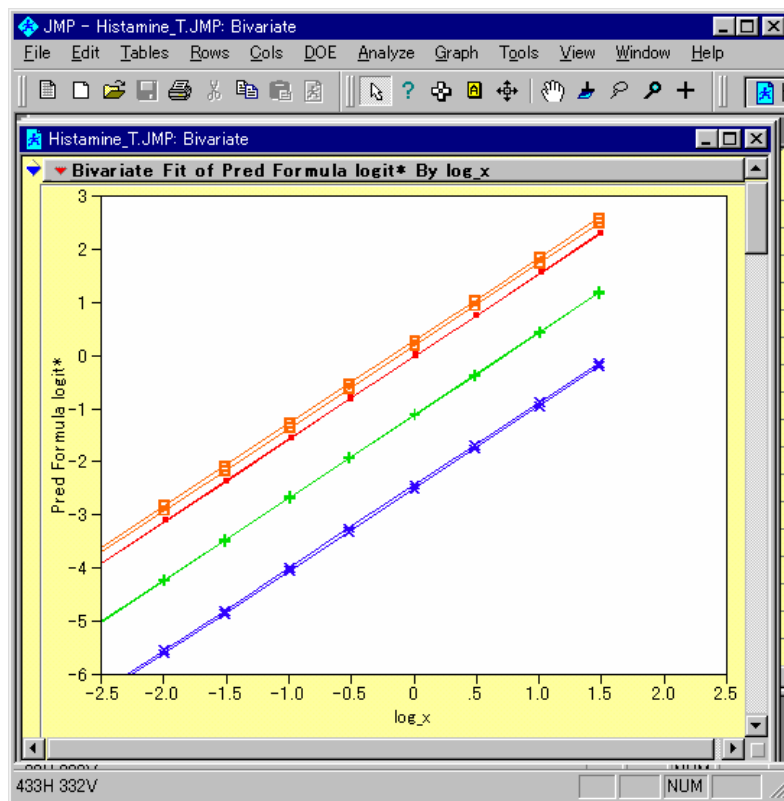 JMP - Histamine_T.JMP: Bivariate
File Edit Tables Rows Cols DOE Analyze Graph Tools View Window Help
Histamine_T.JMP: Bivariate
Bivariate Fit of Pred Formula logit* By log_x
3
2
1
0
-1
-2
-3
-4
-5
-6
Pred Formula logit*
-2.5 -2.0 -1.5 -1.0 -0.5 0 .5 1.0 1.5 2.0 2.5
log_x
433H 332V NUM